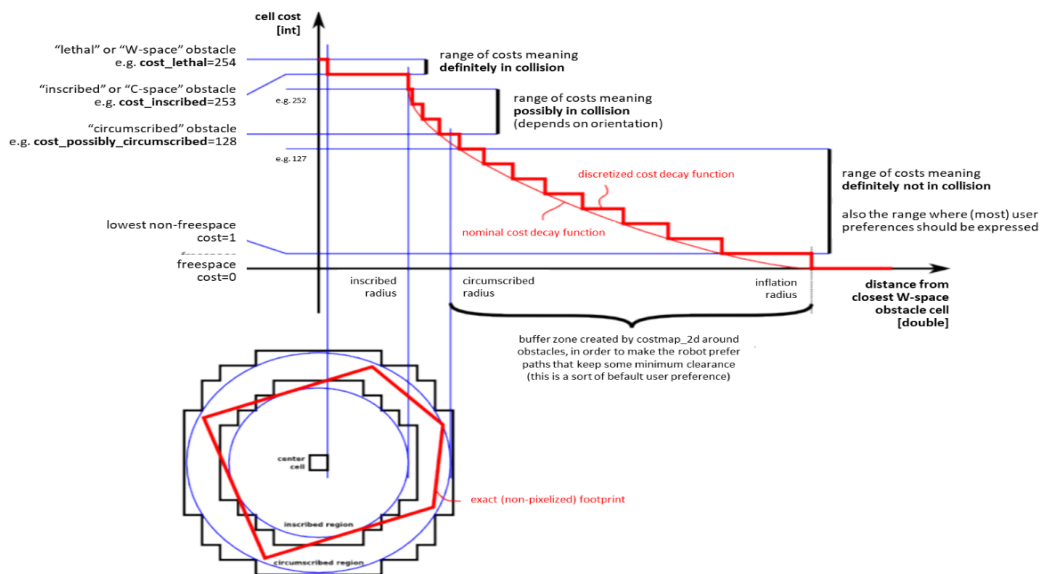 cell cost
[int]
“lethal” or “W-space” obstacle
e.g. cost_lethal=254
“inscribed” or “C-space” obstacle
e.g. cost_inscribed=253
“circumscribed” obstacle
e.g. cost_possibly_circumscribed=128
lowest non-freespace
cost=1
freespace
cost=0
e.g. 252
e.g. 127
range of costs meaning
definitely in collision
range of costs meaning
possibly in collision
(depends on orientation)
range of costs meaning
definitely not in collision
also the range where (most) user
preferences should be expressed
discretized cost decay function
nominal cost decay function
inscribed
radius
circumscribed
radius
inflation
radius
distance from
closest W-space
obstacle cell
[double]
buffer zone created by costmap_2d around
obstacles, in order to make the robot prefer
paths that keep some minimum clearance
(this is a sort of befault user preference)
center
cell
exact (non-pixelized) footprint
inscribed region
circumscribed region